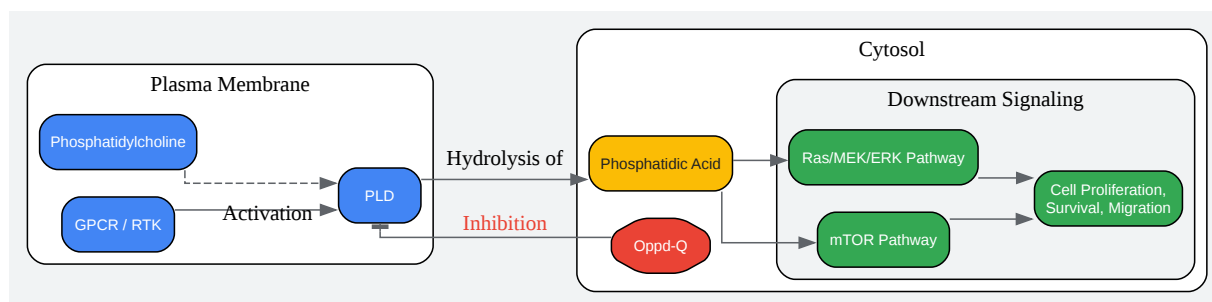 Cytosol
Plasma Membrane
Downstream Signaling
Phosphatidylcholine
Hydrolysis of
Phosphatidic Acid
Ras/MEK/ERK Pathway
PLD
Cell Proliferation,
Survival, Migration
GPCR / RTK
Activation
Inhibition
Oppd-Q
mTOR Pathway